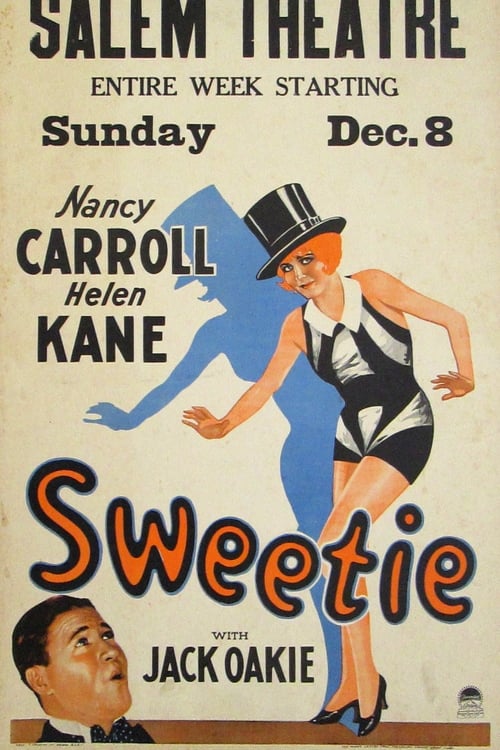 SALEM THEATRE
ENTIRE WEEK STARTING
Sunday Dec. 8
Nancy
CARROLL
Helen
KANE
Sweetie
WITH
JACK OAKIE